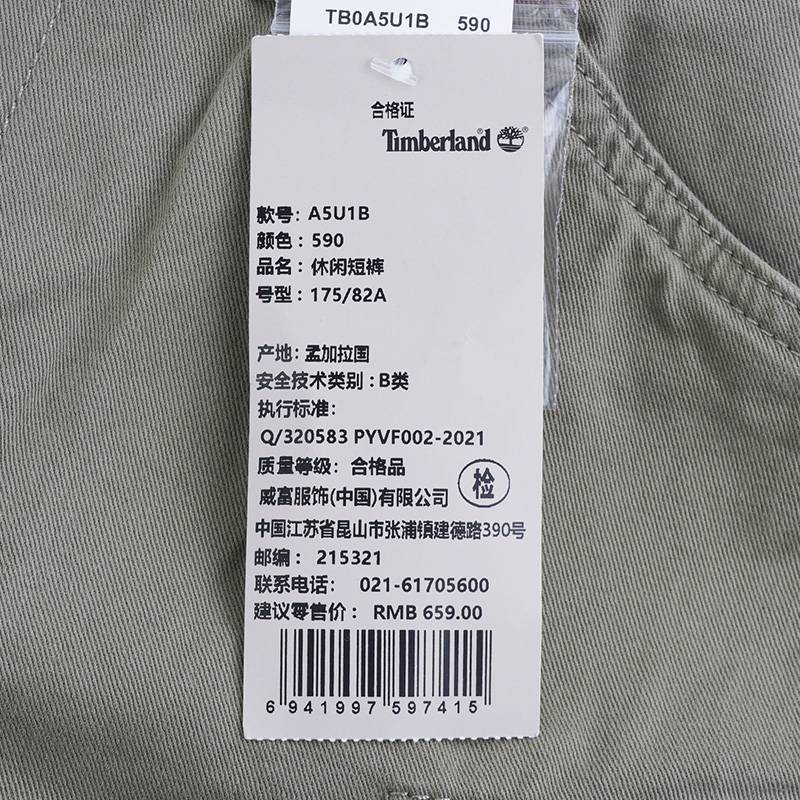 TB0A5U1B 590
合格证
Timberland
款号: A5U1B
颜色: 590
品名: 休闲短裤
号型: 175/82A
产地: 孟加拉国
安全技术类别: B类
执行标准:
Q/320583 PYVF002-2021
质量等级: 合格品
检
威富服饰(中国)有限公司
中国江苏省昆山市张浦镇建德路390号
邮编: 215321
联系电话: 021-61705600
建议零售价: RMB 659.00
6 941997 597415